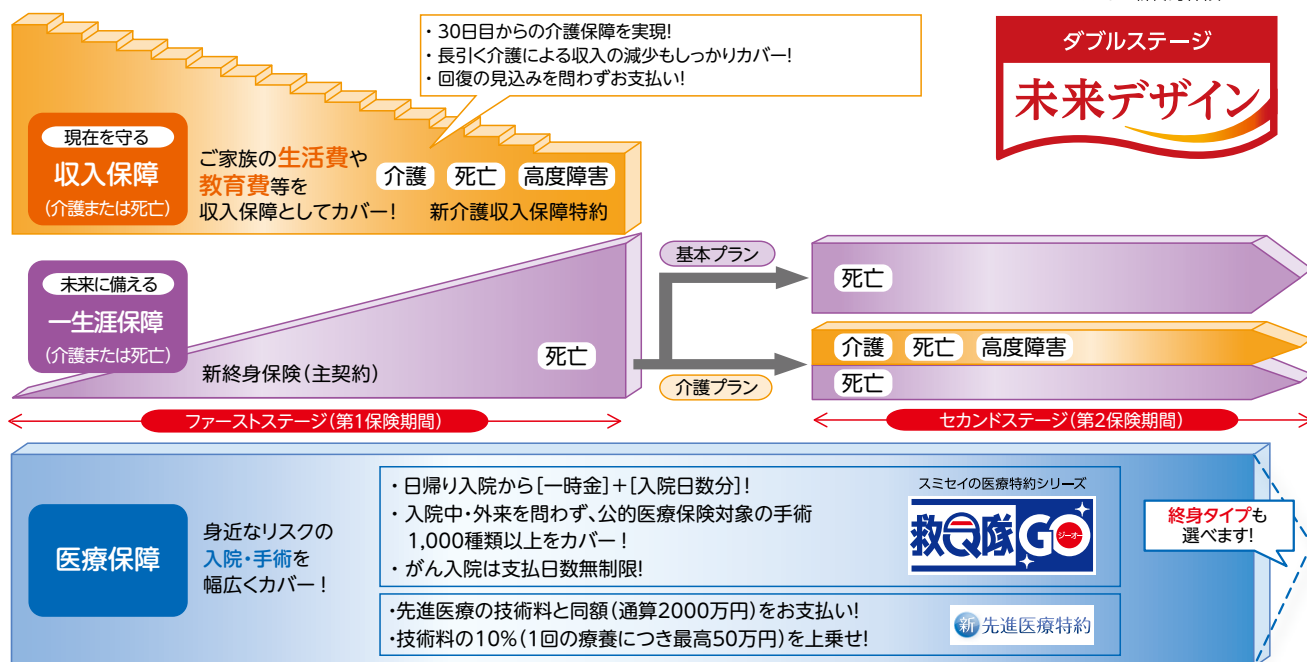 ダブルステージ
未来デザイン
・30日目からの介護保障を実現!
・長引く介護による収入の減少もしっかりカバー!
・回復の見込みを問わずお支払い!
現在を守る
収入保障
(介護または死亡)
ご家族の生活費や
教育費等を
収入保障としてカバー!
介護 死亡 高度障害
新介護収入保障特約
未来に備える
一生涯保障
(介護または死亡)
新終身保険(主契約)
死亡
基本プラン
介護プラン
死亡
介護 死亡 高度障害
死亡
ファーストステージ(第1保険期間)
セカンドステージ(第2保険期間)
医療保障
身近なリスクの
入院・手術を
幅広くカバー!
・日帰り入院から[一時金]+[入院日数分]!
・入院中・外来を問わず、公的医療保険対象の手術
1,000種類以上をカバー!
・がん入院は支払日数無制限!
スミセイの医療特約シリーズ
救Q隊GO
ジーオー
・先進医療の技術料と同額(通算2000万円)をお支払い!
・技術料の10%(1回の療養につき最高50万円)を上乗せ!
新 先進医療特約
終身タイプも
選べます!